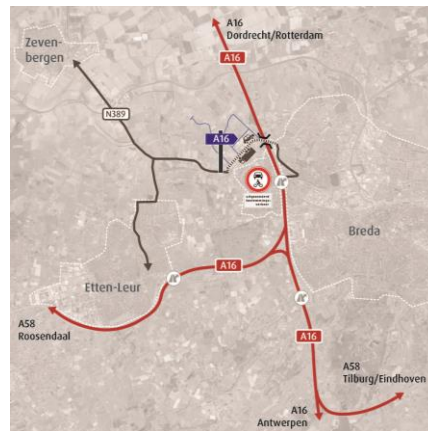 A16
Dordrecht/Rotterdam
Zeven-
bergen
A16
N389
A16
Breda
A16
Etten-Leur
A58
Roosendaal
A16
A58
Tilburg/Eindhoven
A16
Antwerpen